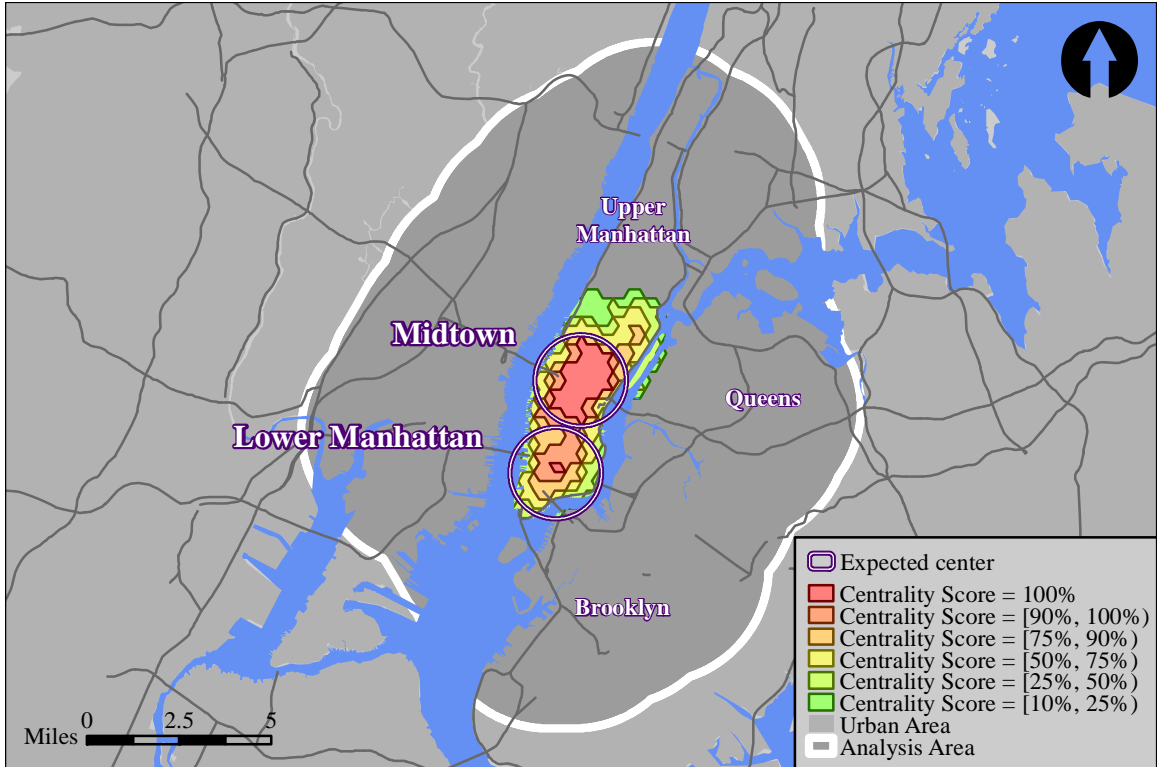 Upper
Manhattan
Midtown
Queens
Lower Manhattan
Brooklyn
Expected center
Centrality Score = 100%
Centrality Score = [90%, 100%)
Centrality Score = [75%, 90%)
Centrality Score = [50%, 75%)
Centrality Score = [25%, 50%)
Centrality Score = [10%, 25%)
Urban Area
Analysis Area
0 2.5 5
Miles